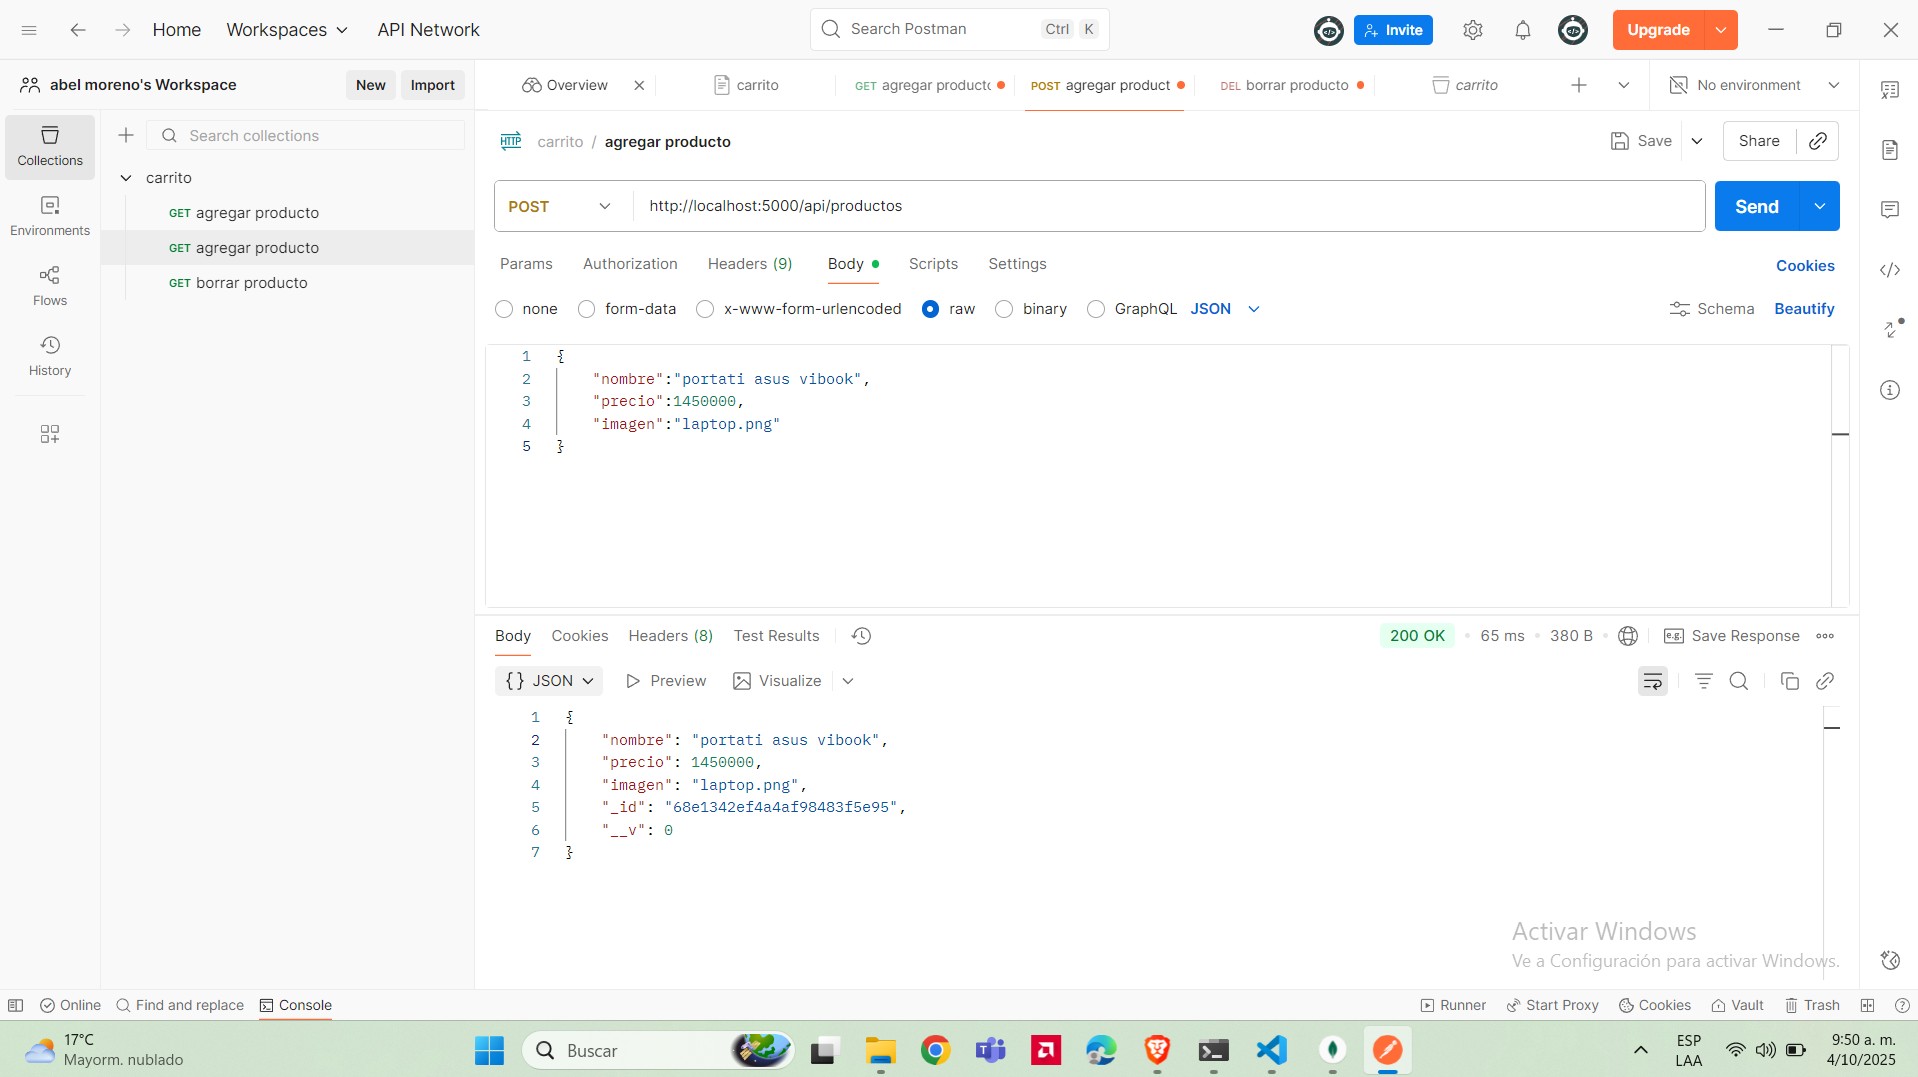 Home Workspaces API Network Search Postman Ctrl K Invite Upgrade
abel moreno's Workspace New Import Overview carrito GET agregar producto POST agregar product DEL borrar producto carrito No environment
Collections
Environments
Flows
History
Search collections
carrito
GET agregar producto
GET agregar producto
GET borrar producto
HTTP carrito / agregar producto Save Share
POST http://localhost:5000/api/productos Send
Params Authorization Headers (9) Body Scripts Settings Cookies
none form-data x-www-form-urlencoded raw binary GraphQL JSON Schema Beautify
1 {
2 "nombre":"portati asus vibook",
3 "precio":1450000,
4 "imagen":"laptop.png"
5 }
Body Cookies Headers (8) Test Results 200 OK • 65 ms • 380 B • e.g. Save Response
{} JSON Preview Visualize
1 {
2 "nombre": "portati asus vibook",
3 "precio": 1450000,
4 "imagen": "laptop.png",
5 "_id": "68e1342ef4a4af98483f5e95",
6 "__v": 0
7 }
Activar Windows
Ve a Configuración para activar Windows.
Online Find and replace Console Runner Start Proxy Cookies Vault Trash
17°C
Mayorm. nublado
Buscar
ESP
LAA
9:50 a. m.
4/10/2025